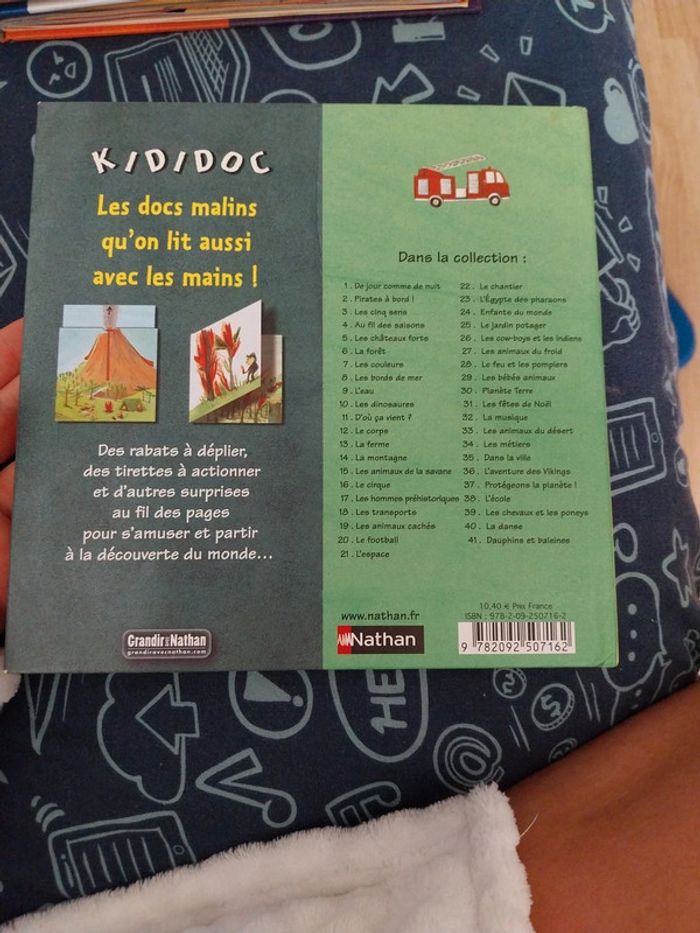 KIDIDOC
Les docs malins
qu'on lit aussi
avec les mains !
Des rabats à déplier,
des tirettes à actionner
et d'autres surprises
au fil des pages
pour s'amuser et partir
à la découverte du monde...
Grandir avec Nathan
grandiravecnathan.com
Dans la collection :
1 . De jour comme de nuit
2 . Pirates à bord !
3 . Les cinq sens
4 . Au fil des saisons
5 . Les châteaux forts
6 . La forêt
7 . Les couleurs
8 . Les bords de mer
9 . L'eau
10 . Les dinosaures
11 . D'où ça vient ?
12 . Le corps
13 . La ferme
14 . La montagne
15 . Les animaux de la savane
16 . Le cirque
17 . Les hommes préhistoriques
18 . Les transports
19 . Les animaux cachés
20 . Le football
21 . L'espace
22 . Le chantier
23 . L'Égypte des pharaons
24 . Enfants du monde
25 . Le jardin potager
26 . Les cow-boys et les indiens
27 . Les animaux du froid
28 . Le feu et les pompiers
29 . Les bébés animaux
30 . Planète Terre
31 . Les fêtes de Noël
32 . La musique
33 . Les animaux du désert
34 . Les métiers
35 . Dans la ville
36 . L'aventure des Vikings
37 . Protégeons la planète !
38 . L'école
39 . Les chevaux et les poneys
40 . La danse
41 . Dauphins et baleines
www.nathan.fr
Nathan
10,40 € Prix France
ISBN : 978-2-09-250716-2
9 782092 507162
HE
@